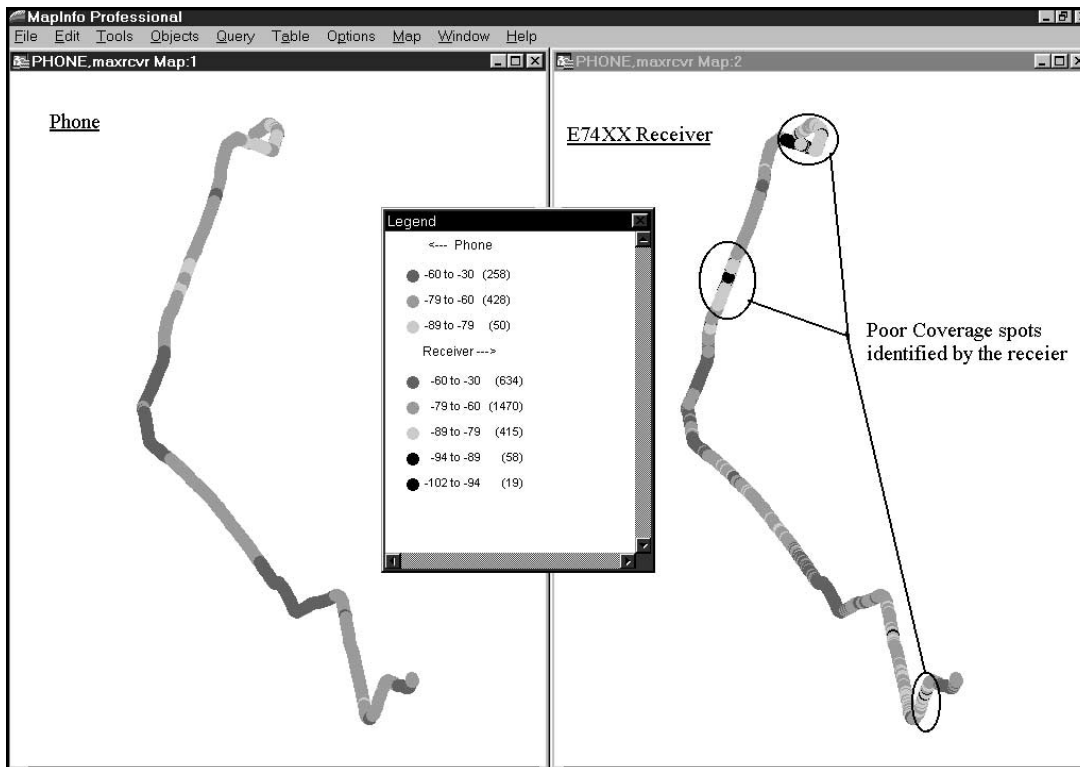 MapInfo Professional
File Edit Tools Objects Query Table Options Map Window Help
PHONE,maxrcvr Map:1
PHONE,maxrcvr Map:2
Phone
E74XX Receiver
Legend
<--- Phone
-60 to -30 (258)
-79 to -60 (428)
-89 to -79 (50)
Receiver --->
-60 to -30 (634)
-79 to -60 (1470)
-89 to -79 (415)
-94 to -89 (58)
-102 to -94 (19)
Poor Coverage spots
identified by the receier